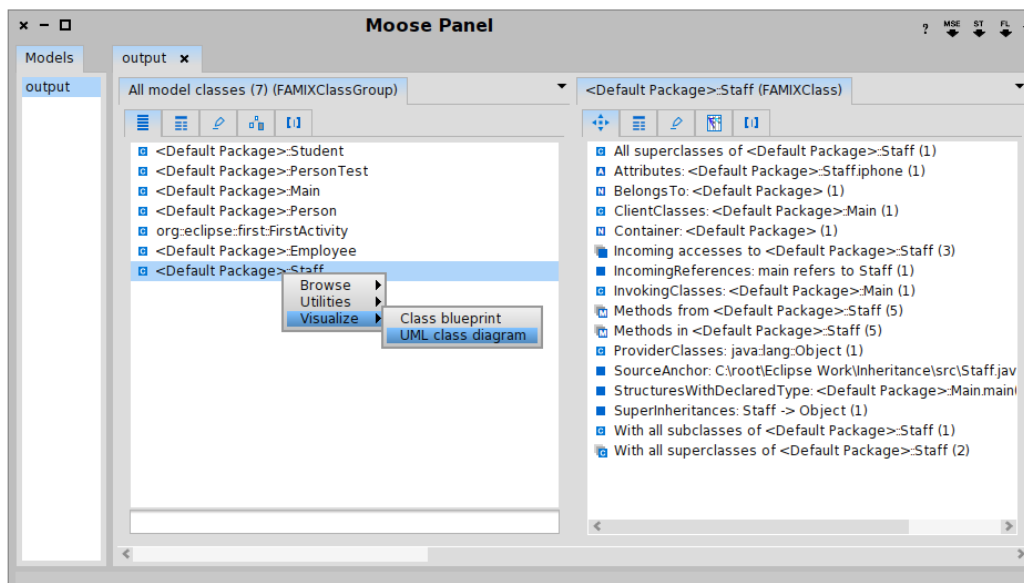 Moose Panel
? MSE ST FL
Models
output
output
All model classes (7) (FAMIXClassGroup)
<Default Package>::Student
<Default Package>::PersonTest
<Default Package>::Main
<Default Package>::Person
org::eclipse::first::FirstActivity
<Default Package>::Employee
<Default Package>::Staff
Browse
Utilities
Visualize
Class blueprint
UML class diagram
<Default Package>::Staff (FAMIXClass)
All superclasses of <Default Package>::Staff (1)
Attributes: <Default Package>::Staff.iphone (1)
BelongsTo: <Default Package> (1)
ClientClasses: <Default Package>::Main (1)
Container: <Default Package> (1)
Incoming accesses to <Default Package>::Staff (3)
IncomingReferences: main refers to Staff (1)
InvokingClasses: <Default Package>::Main (1)
Methods from <Default Package>::Staff (5)
Methods in <Default Package>::Staff (5)
ProviderClasses: java::lang::Object (1)
SourceAnchor: C:\root\Eclipse Work\Inheritance\src\Staff.jav
StructuresWithDeclaredType: <Default Package>::Main.main(
SuperInheritances: Staff -> Object (1)
With all subclasses of <Default Package>::Staff (1)
With all superclasses of <Default Package>::Staff (2)